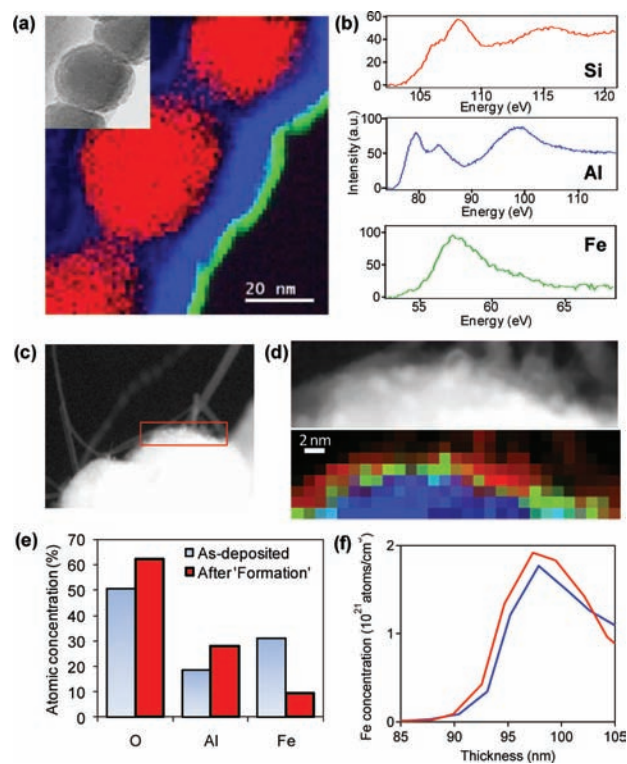 (a)
20 nm
(b)
60
40
20
0
105
110
115
120
Energy (eV)
Si
Intensity (a.u.)
100
50
0
80
90
100
110
Energy (eV)
Al
100
50
0
55
60
65
Energy (eV)
Fe
(c)
(d)
2 nm
(e)
Atomic concentration (%)
70
60
50
40
30
20
10
0
As-deposited
After 'Formation'
O
Al
Fe
(f)
Fe concentration (10²¹ atoms/cm³)
2
1
0
85
90
95
100
105
Thickness (nm)